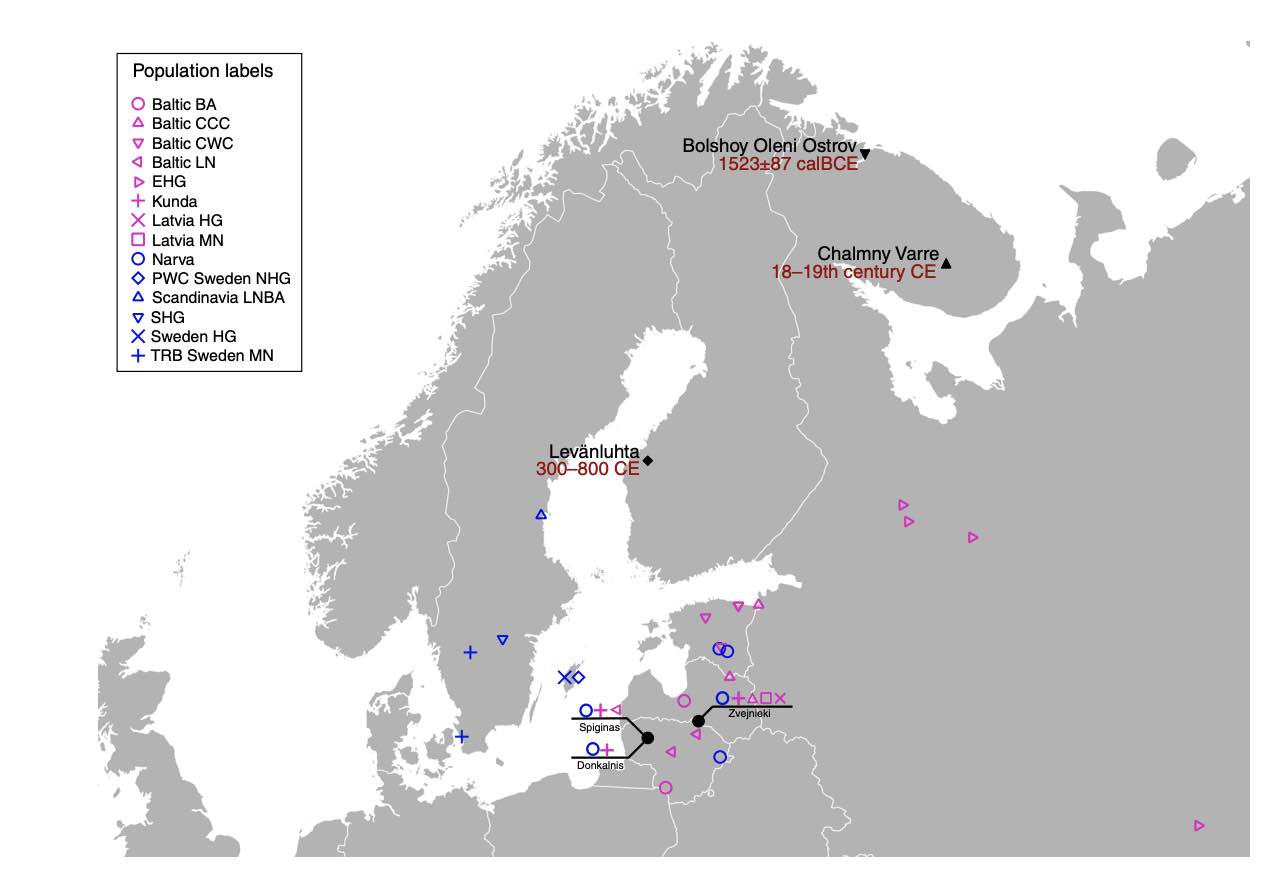 Population labels
Baltic BA
Baltic CCC
Baltic CWC
Baltic LN
EHG
Kunda
Latvia HG
Latvia MN
Narva
PWC Sweden NHG
Scandinavia LNBA
SHG
Sweden HG
TRB Sweden MN
Bolshoy Oleni Ostrov
1523±87 calBCE
Chalmny Varre
18–19th century CE
Levänluhta
300–800 CE
Zvejnieki
Spiginas
Donkalnis